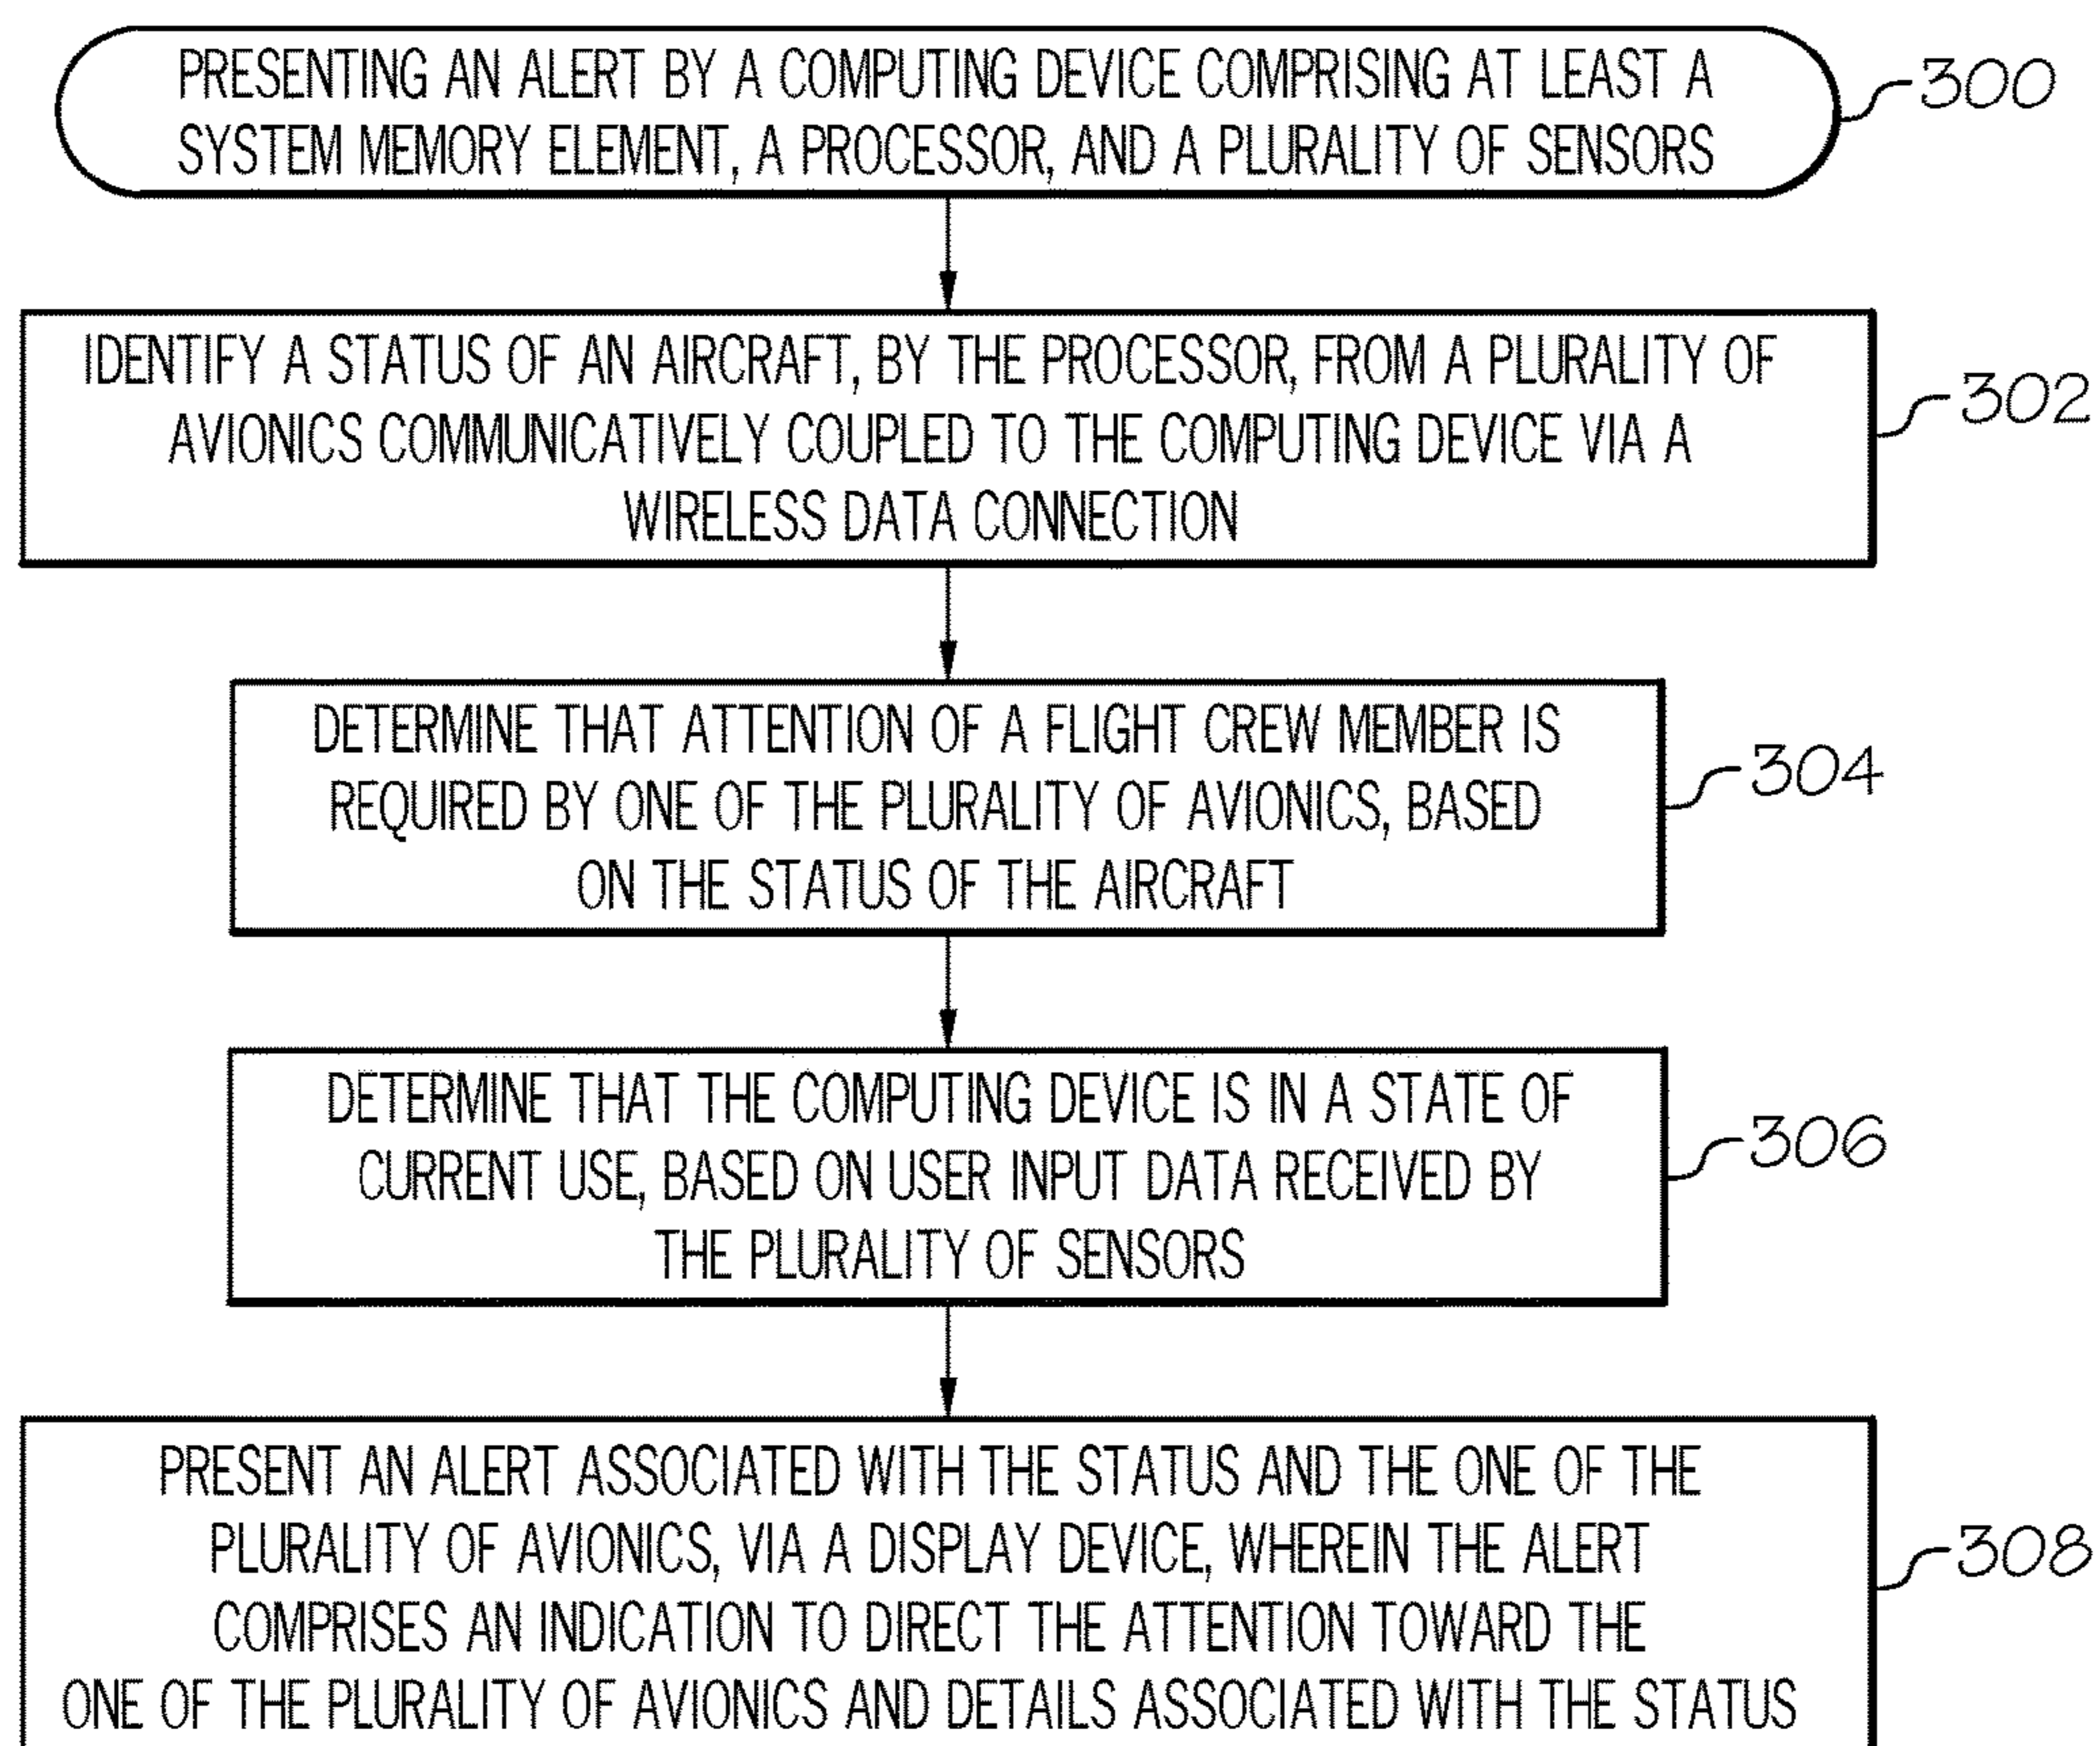 PRESENTING AN ALERT BY A COMPUTING DEVICE COMPRISING AT LEAST A
SYSTEM MEMORY ELEMENT, A PROCESSOR, AND A PLURALITY OF SENSORS
300
IDENTIFY A STATUS OF AN AIRCRAFT, BY THE PROCESSOR, FROM A PLURALITY OF
AVIONICS COMMUNICATIVELY COUPLED TO THE COMPUTING DEVICE VIA A
WIRELESS DATA CONNECTION
302
DETERMINE THAT ATTENTION OF A FLIGHT CREW MEMBER IS
REQUIRED BY ONE OF THE PLURALITY OF AVIONICS, BASED
ON THE STATUS OF THE AIRCRAFT
304
DETERMINE THAT THE COMPUTING DEVICE IS IN A STATE OF
CURRENT USE, BASED ON USER INPUT DATA RECEIVED BY
THE PLURALITY OF SENSORS
306
PRESENT AN ALERT ASSOCIATED WITH THE STATUS AND THE ONE OF THE
PLURALITY OF AVIONICS, VIA A DISPLAY DEVICE, WHEREIN THE ALERT
COMPRISES AN INDICATION TO DIRECT THE ATTENTION TOWARD THE
ONE OF THE PLURALITY OF AVIONICS AND DETAILS ASSOCIATED WITH THE STATUS
308